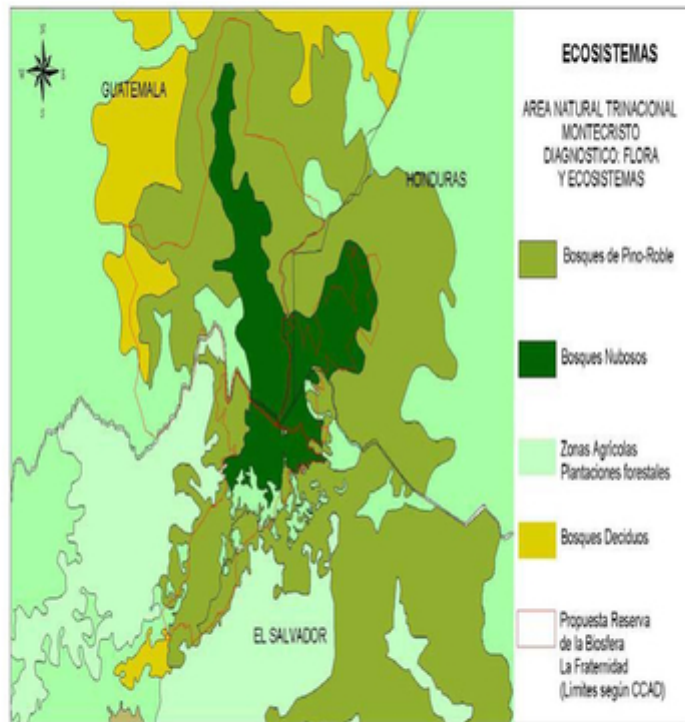 N
W
E
S
GUATEMALA
HONDURAS
EL SALVADOR
ECOSISTEMAS
AREA NATURAL TRINACIONAL
MONTECRISTO
DIAGNOSTICO: FLORA
Y ECOSISTEMAS
Bosques de Pino-Roble
Bosques Nubosos
Zonas Agrícolas
Plantaciones forestales
Bosques Deciduos
Propuesta Reserva
de la Biosfera
La Fraternidad
(Limites según CCAD)